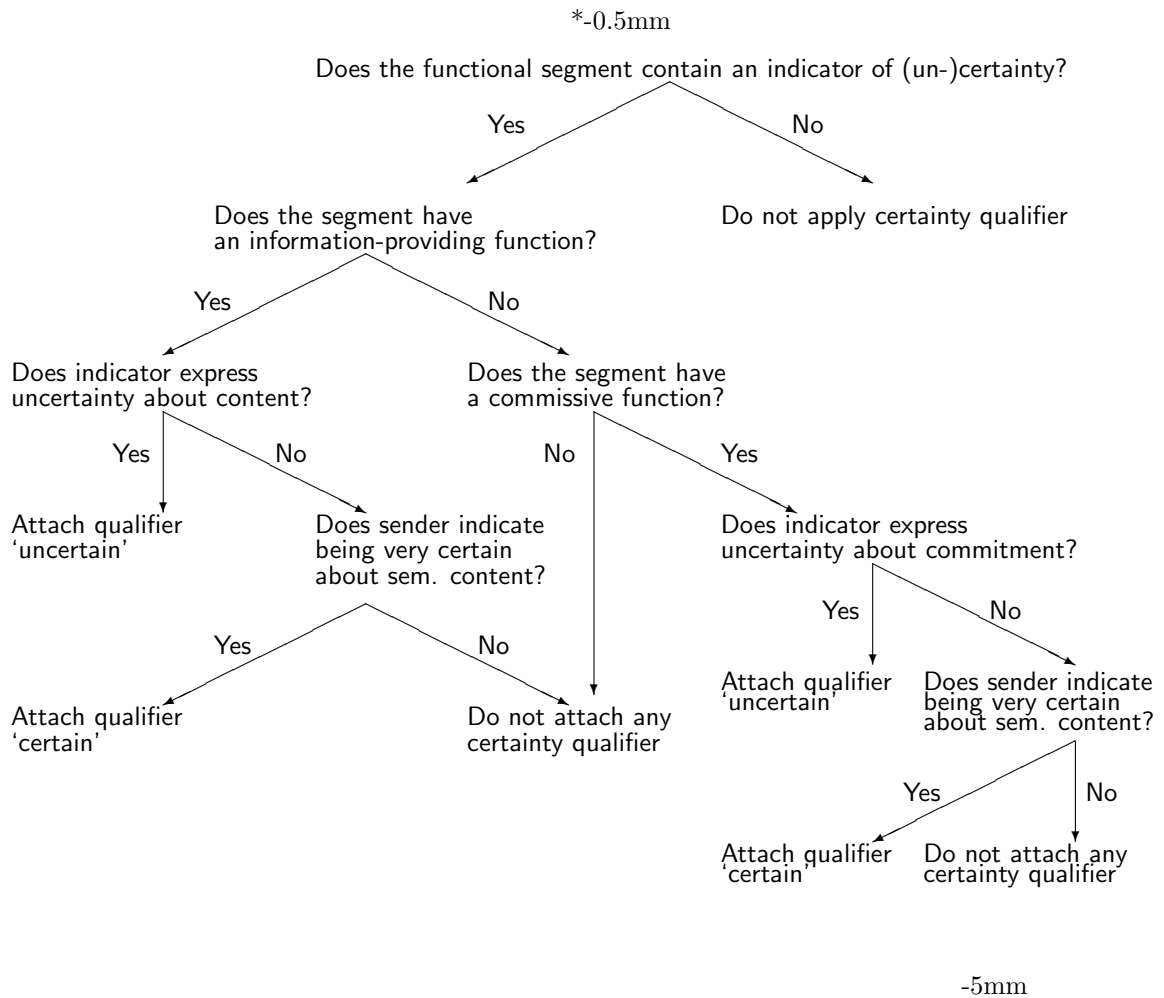 *-0.5mm
Does the functional segment contain an indicator of (un-)certainty?
Yes
No
Does the segment have
an information-providing function?
Do not apply certainty qualifier
Yes
No
Does indicator express
uncertainty about content?
Does the segment have
a commissive function?
Yes
No
No
Yes
Attach qualifier
‘uncertain’
Does sender indicate
being very certain
about sem. content?
Does indicator express
uncertainty about commitment?
Yes
No
Yes
No
Attach qualifier
‘certain’
Do not attach any
certainty qualifier
Attach qualifier
‘uncertain’
Does sender indicate
being very certain
about sem. content?
Yes
No
Attach qualifier
‘certain’
Do not attach any
certainty qualifier
-5mm